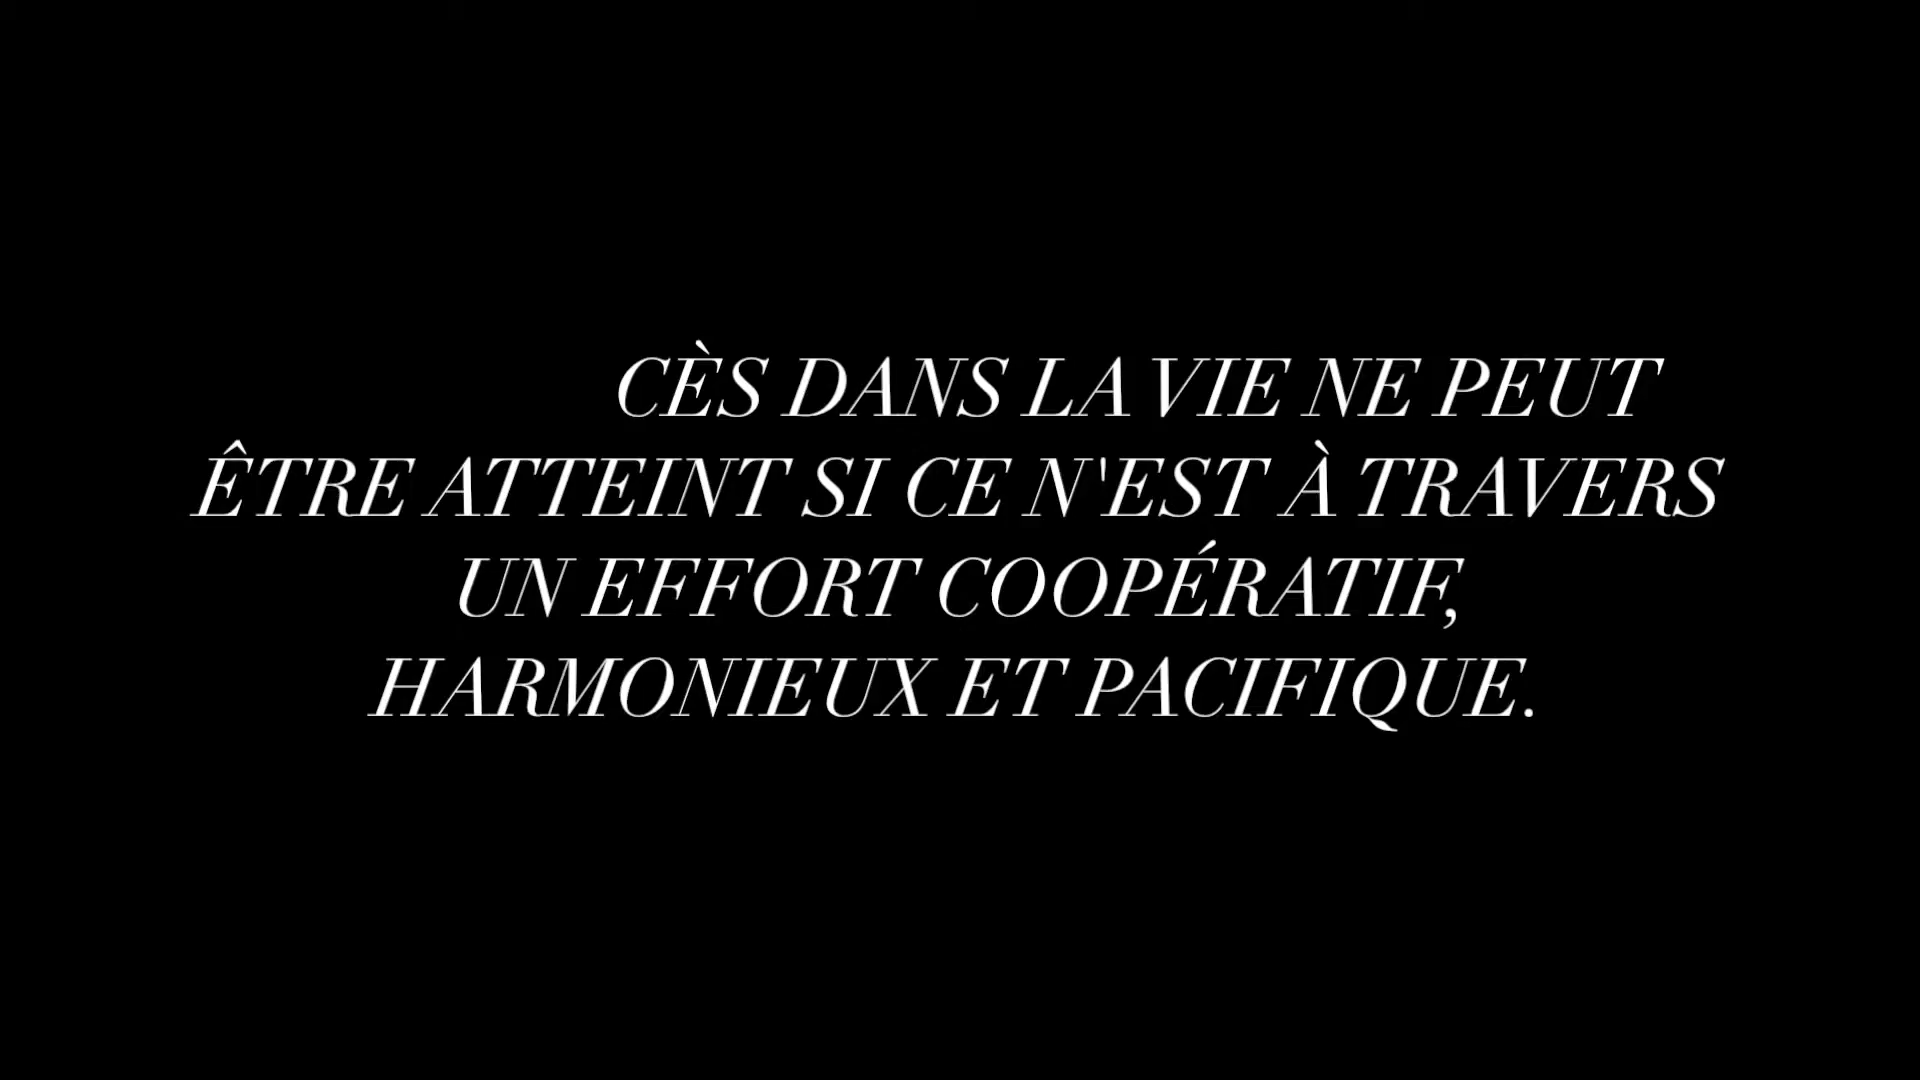 CÈS DANS LA VIE NE PEUT
ÊTRE ATTEINT SI CE N'EST À TRAVERS
UN EFFORT COOPÉRATIF,
HARMONIEUX ET PACIFIQUE.